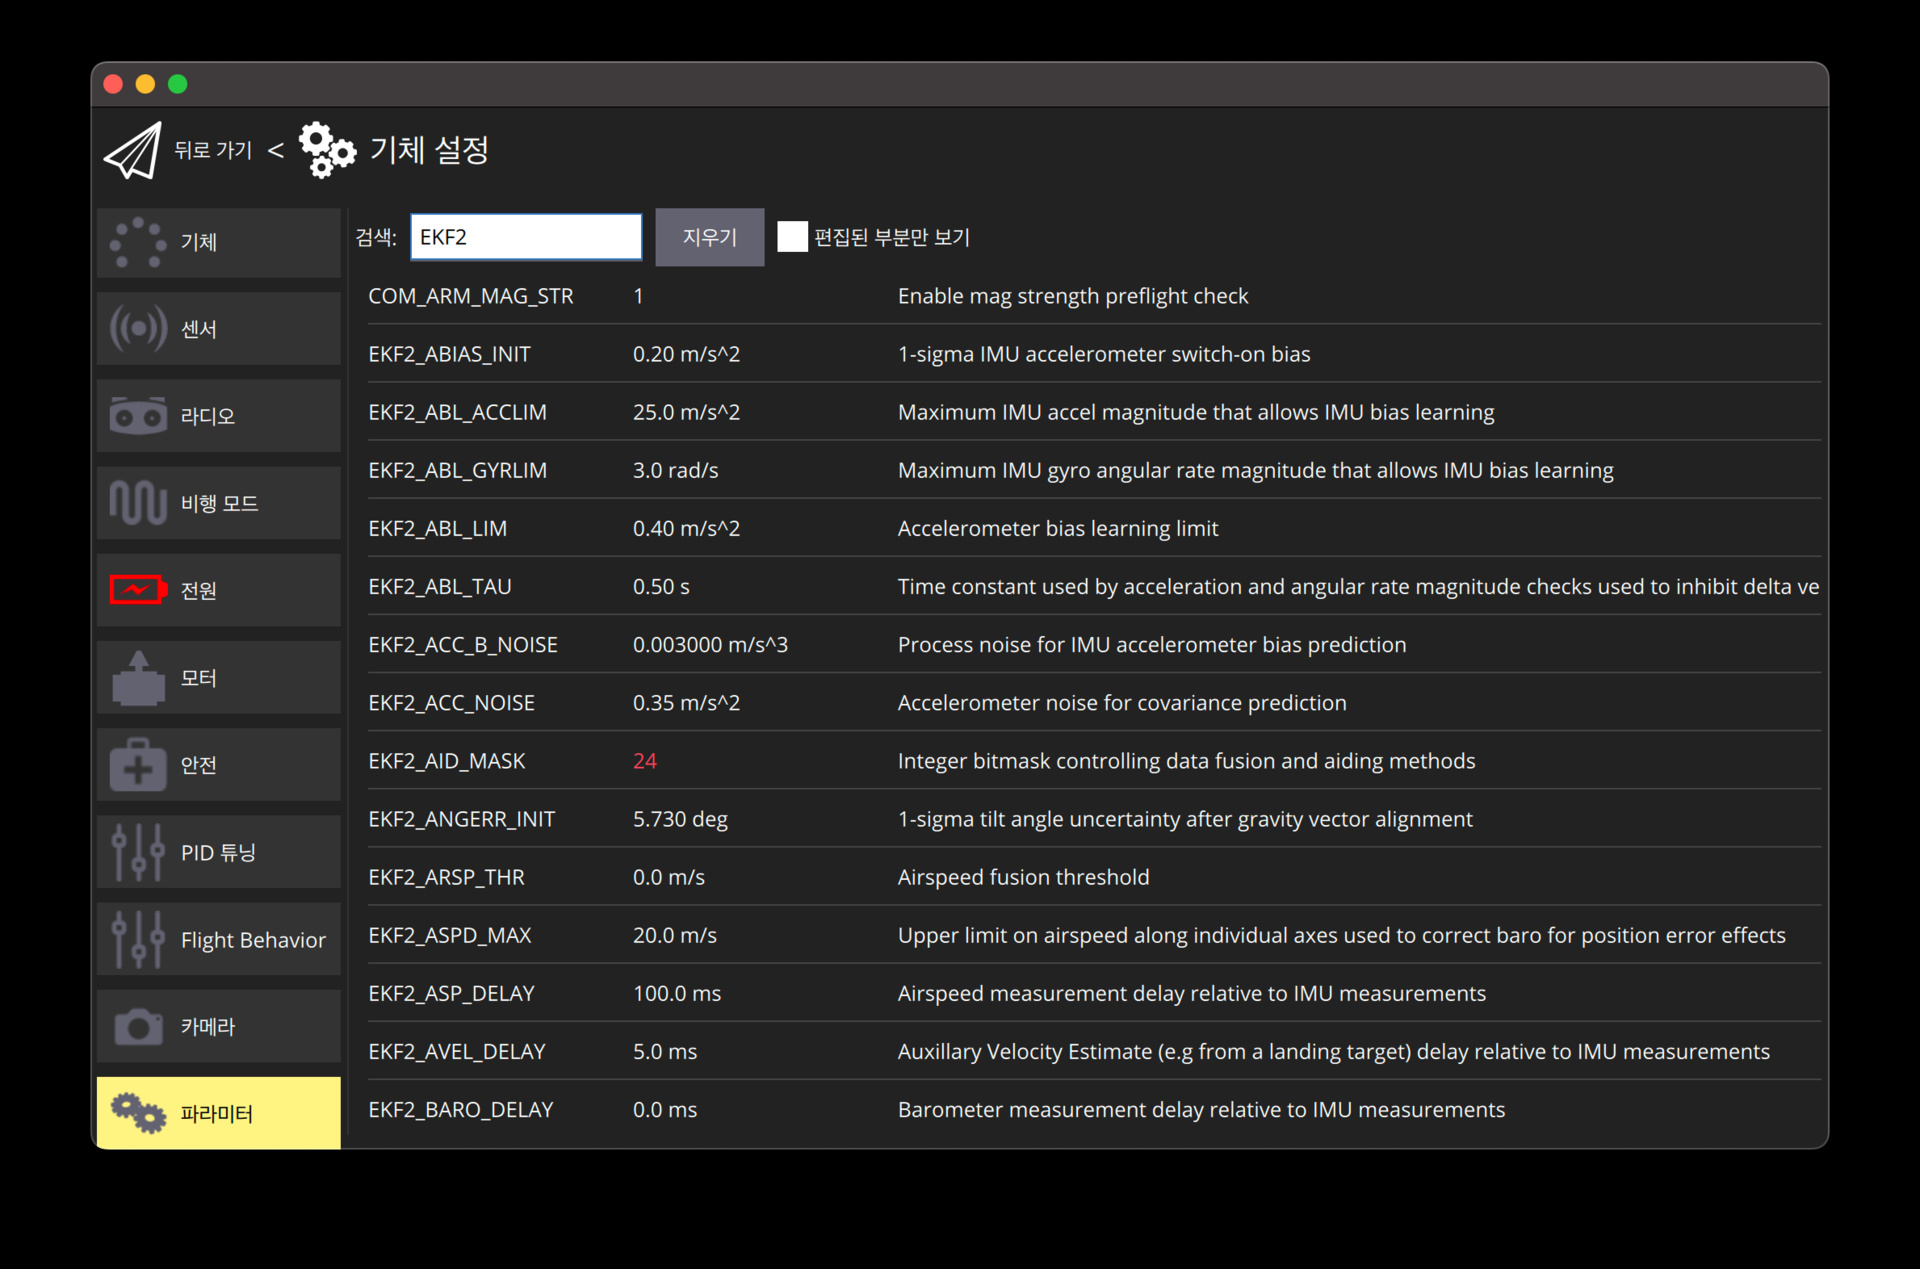 뒤로 가기 < 기체 설정
기체
센서
라디오
비행 모드
전원
모터
안전
PID 튜닝
Flight Behavior
카메라
파라미터
검색: EKF2 지우기 편집된 부분만 보기
COM_ARM_MAG_STR 1 Enable mag strength preflight check
EKF2_ABIAS_INIT 0.20 m/s^2 1-sigma IMU accelerometer switch-on bias
EKF2_ABL_ACCLIM 25.0 m/s^2 Maximum IMU accel magnitude that allows IMU bias learning
EKF2_ABL_GYRLIM 3.0 rad/s Maximum IMU gyro angular rate magnitude that allows IMU bias learning
EKF2_ABL_LIM 0.40 m/s^2 Accelerometer bias learning limit
EKF2_ABL_TAU 0.50 s Time constant used by acceleration and angular rate magnitude checks used to inhibit delta ve
EKF2_ACC_B_NOISE 0.003000 m/s^3 Process noise for IMU accelerometer bias prediction
EKF2_ACC_NOISE 0.35 m/s^2 Accelerometer noise for covariance prediction
EKF2_AID_MASK 24 Integer bitmask controlling data fusion and aiding methods
EKF2_ANGERR_INIT 5.730 deg 1-sigma tilt angle uncertainty after gravity vector alignment
EKF2_ARSP_THR 0.0 m/s Airspeed fusion threshold
EKF2_ASPD_MAX 20.0 m/s Upper limit on airspeed along individual axes used to correct baro for position error effects
EKF2_ASP_DELAY 100.0 ms Airspeed measurement delay relative to IMU measurements
EKF2_AVEL_DELAY 5.0 ms Auxillary Velocity Estimate (e.g from a landing target) delay relative to IMU measurements
EKF2_BARO_DELAY 0.0 ms Barometer measurement delay relative to IMU measurements